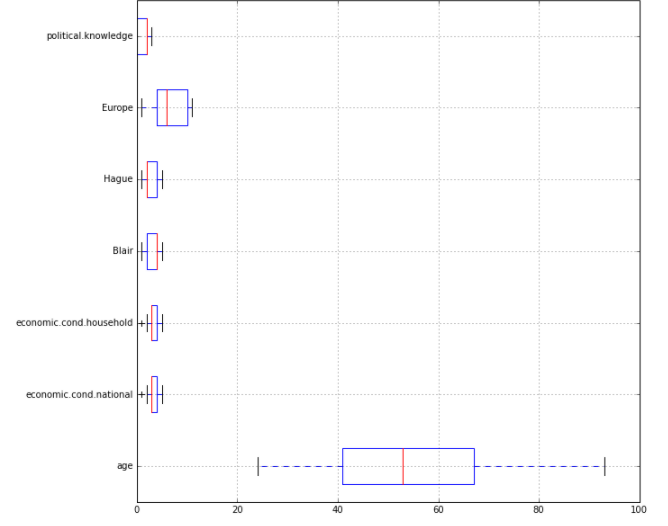 political.knowledge
Europe
Hague
Blair
economic.cond.household
economic.cond.national
age
0 20 40 60 80 100